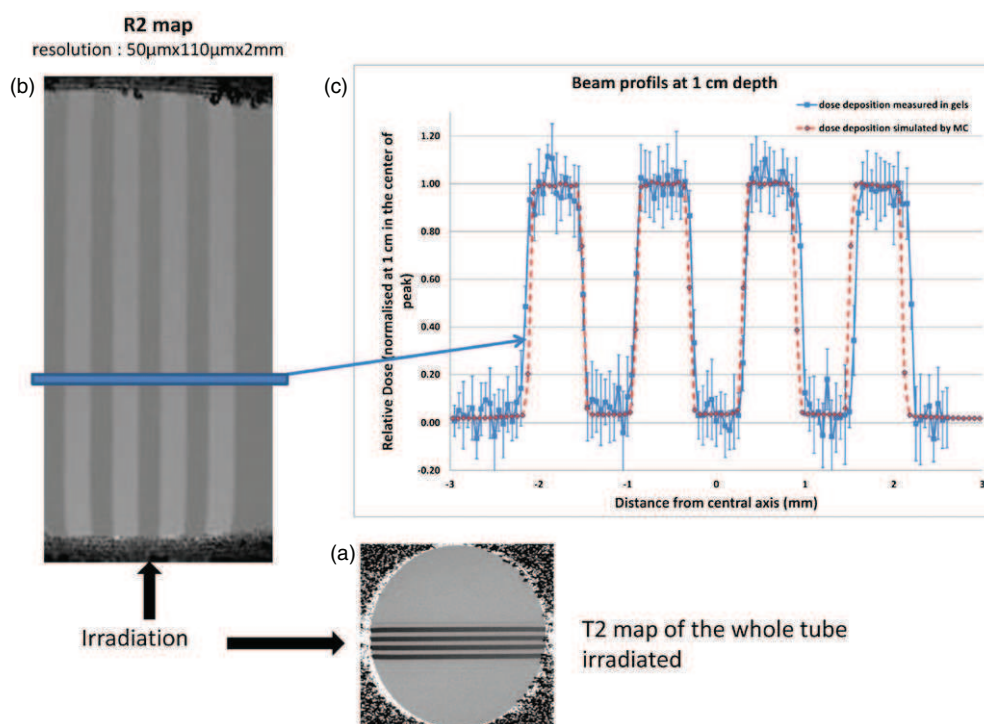 R2 map
resolution : 50µmx110µmx2mm
(b)
(c)
Beam profils at 1 cm depth
dose deposition measured in gels
dose deposition simulated by MC
Relative Dose (normalised at 1 cm in the center of
peak)
1.20
1.00
0.80
0.60
0.40
0.20
0.00
-0.20
-3
-2
-1
0
1
2
3
Distance from central axis (mm)
(a)
Irradiation
T2 map of the whole tube
irradiated